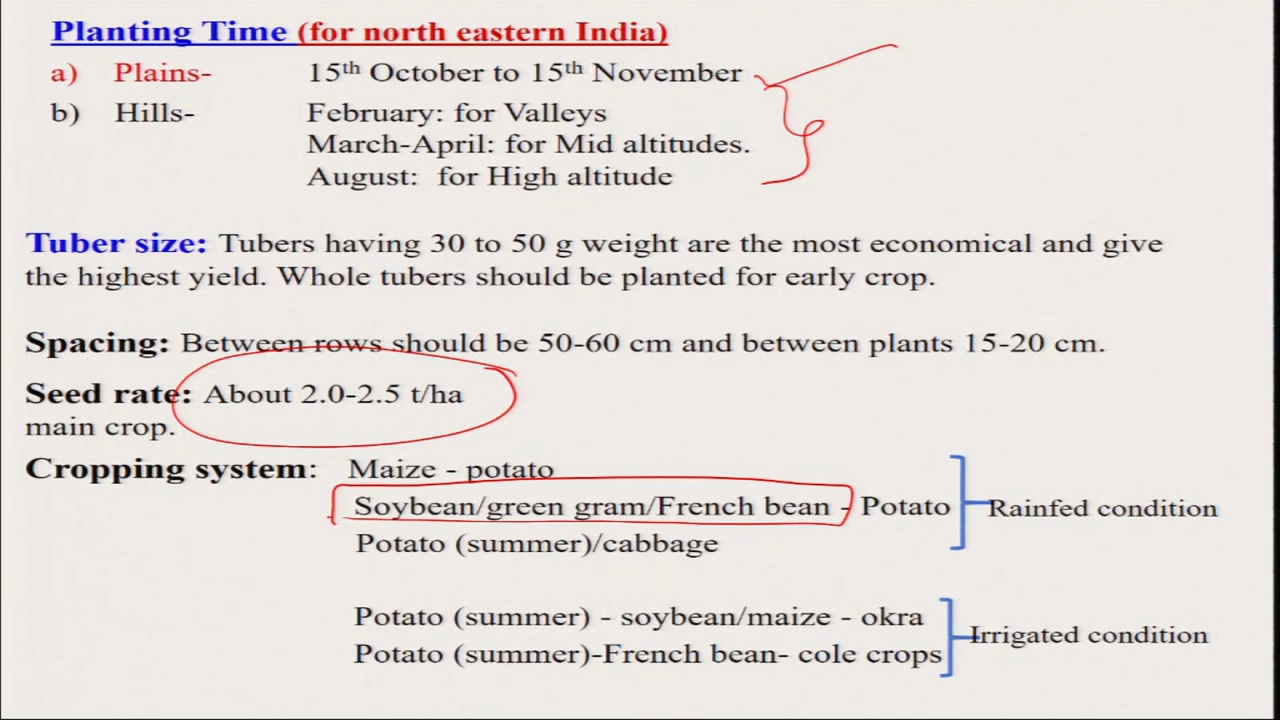 Planting Time (for north eastern India)
a) Plains- 15th October to 15th November
b) Hills- February: for Valleys
March-April: for Mid altitudes.
August: for High altitude
Tuber size: Tubers having 30 to 50 g weight are the most economical and give
the highest yield. Whole tubers should be planted for early crop.
Spacing: Between rows should be 50-60 cm and between plants 15-20 cm.
Seed rate: About 2.0-2.5 t/ha
main crop.
Cropping system: Maize - potato
Soybean/green gram/French bean - Potato
Rainfed condition
Potato (summer)/cabbage
Potato (summer) - soybean/maize - okra
Irrigated condition
Potato (summer)-French bean- cole crops